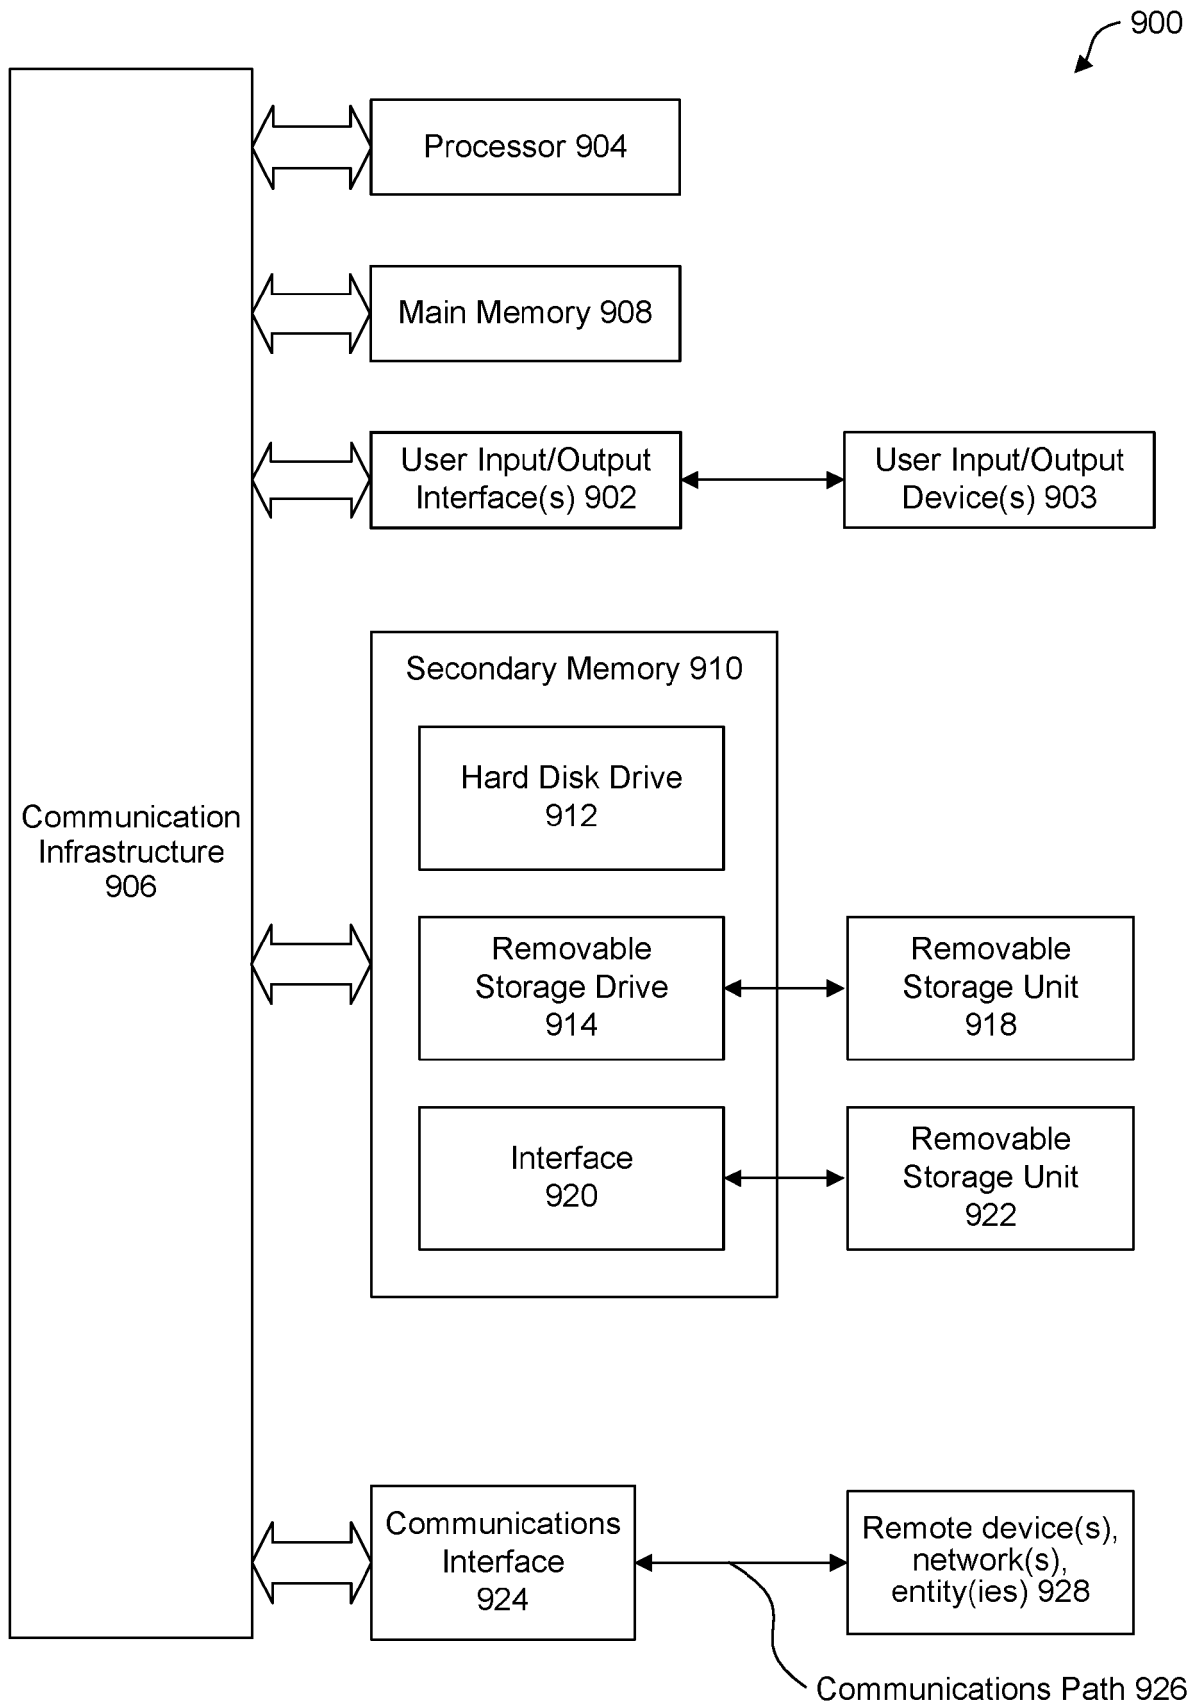 900
Processor 904
Main Memory 908
User Input/Output
Interface(s) 902
User Input/Output
Device(s) 903
Secondary Memory 910
Hard Disk Drive
912
Communication
Infrastructure
906
Removable
Storage Drive
914
Removable
Storage Unit
918
Interface
920
Removable
Storage Unit
922
Communications
Interface
924
Remote device(s),
network(s),
entity(ies) 928
Communications Path 926